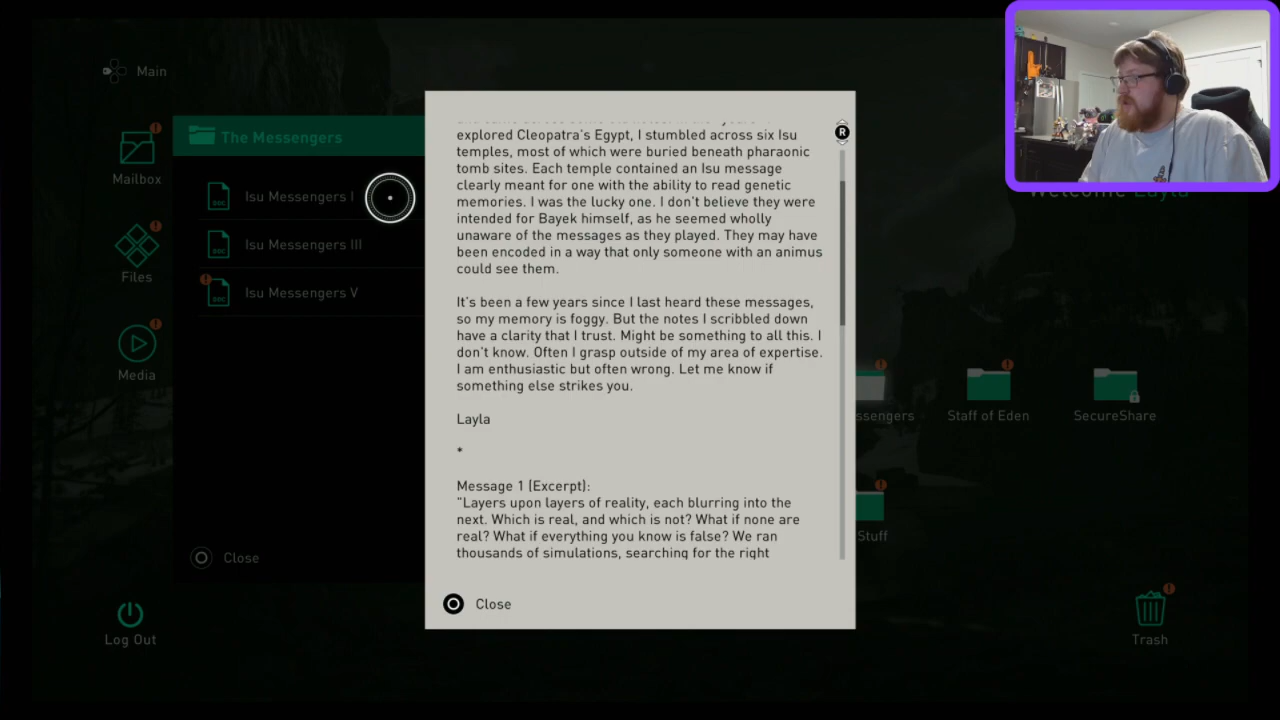 Main
Mailbox
Files
Media
Log Out
The Messengers
Isu Messengers I
Isu Messengers III
Isu Messengers V
Close
explored Cleopatra's Egypt, I stumbled across six Isu
temples, most of which were buried beneath pharaonic
tomb sites. Each temple contained an Isu message
clearly meant for one with the ability to read genetic
memories. I was the lucky one. I don't believe they were
intended for Bayek himself, as he seemed wholly
unaware of the messages as they played. They may have
been encoded in a way that only someone with an animus
could see them.
It's been a few years since I last heard these messages,
so my memory is foggy. But the notes I scribbled down
have a clarity that I trust. Might be something to all this. I
don't know. Often I grasp outside of my area of expertise.
I am enthusiastic but often wrong. Let me know if
something else strikes you.
Layla
*
Message 1 (Excerpt):
"Layers upon layers of reality, each blurring into the
next. Which is real, and which is not? What if none are
real? What if everything you know is false? We ran
thousands of simulations, searching for the right
Close
R
Welcome Layla
ssengers
Staff of Eden
SecureShare
Stuff
Trash